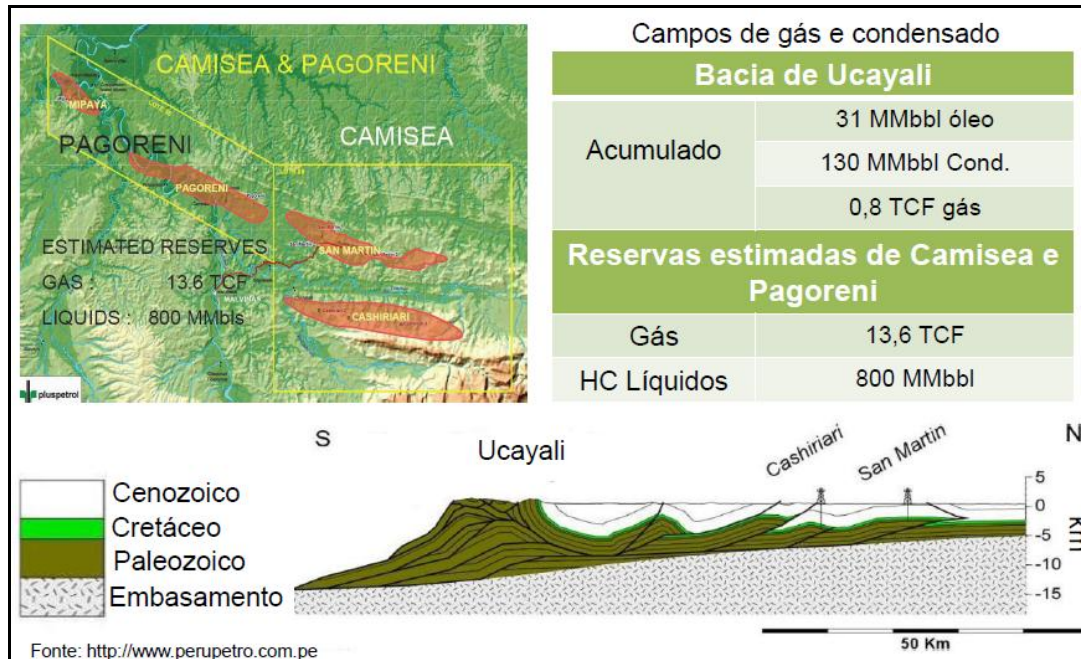 CAMISEA & PAGORENI
MIPAYA
CAMISEA
PAGORENI
PAGORENI
SAN MARTIN
ESTIMATED RESERVES
GAS : 13.6 TCF
MALVINAS
LIQUIDS : 800 MMbls
CASHIRIARI
pluspetrol
Campos de gás e condensado
Bacia de Ucayali
Acumulado
31 MMbbl óleo
130 MMbbl Cond.
0,8 TCF gás
Reservas estimadas de Camisea e
Pagoreni
Gás 13,6 TCF
HC Líquidos 800 MMbbl
S
Ucayali
Cashiriari
San Martin
N
Cenozoico
Cretáceo
Paleozoico
Embasamento
5
0
-5
-10
-15
Km
50 Km
Fonte: http://www.perupetro.com.pe